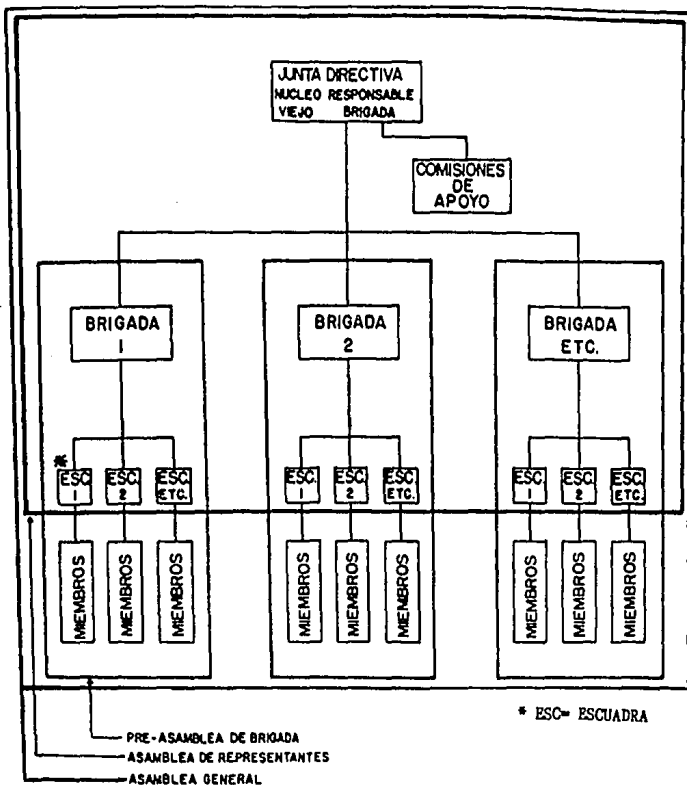 JUNTA DIRECTIVA
NUCLEO RESPONSABLE
VIEJO BRIGADA
COMISIONES
DE
APOYO
BRIGADA
1
BRIGADA
2
BRIGADA
ETC.
*
ESC.
1
ESC.
2
ESC.
ETC.
ESC.
1
ESC.
2
ESC.
ETC.
ESC.
1
ESC.
2
ESC.
ETC.
MIEMBROS
MIEMBROS
MIEMBROS
MIEMBROS
MIEMBROS
MIEMBROS
MIEMBROS
MIEMBROS
MIEMBROS
* ESC= ESCUADRA
PRE-ASAMBLEA DE BRIGADA
ASAMBLEA DE REPRESENTANTES
ASAMBLEA GENERAL